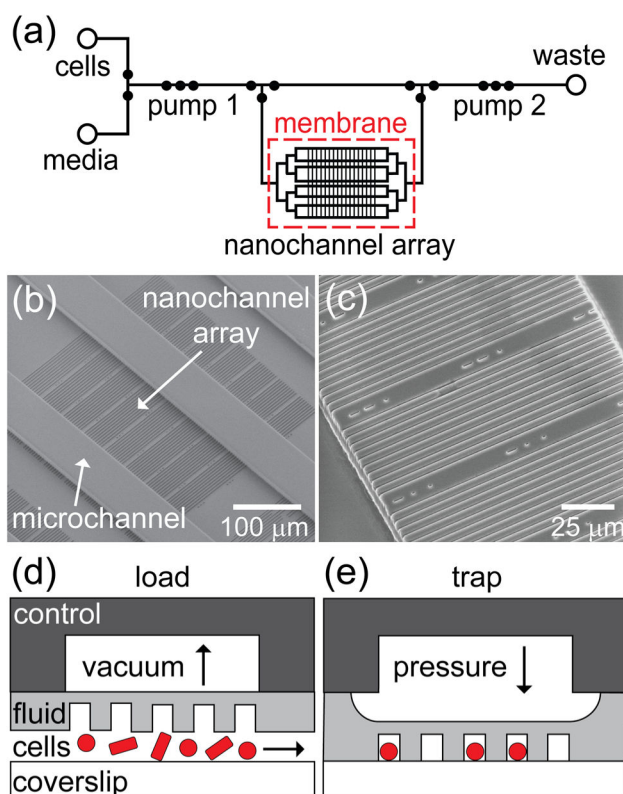 (a)
cells
media
pump 1
pump 2
waste
membrane
nanochannel array
(b)
nanochannel
array
microchannel
100 μm
(c)
25 μm
(d)
load
control
vacuum
fluid
cells
coverslip
(e)
trap
pressure